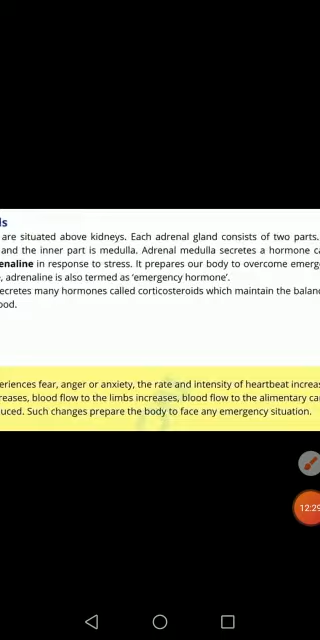 ls
are situated above kidneys. Each adrenal gland consists of two parts.
and the inner part is medulla. Adrenal medulla secretes a hormone ca
enaline in response to stress. It prepares our body to overcome emerg
, adrenaline is also termed as ‘emergency hormone’.
ecretes many hormones called corticosteroids which maintain the balanc
ood.
periences fear, anger or anxiety, the rate and intensity of heartbeat increas
reases, blood flow to the limbs increases, blood flow to the alimentary ca
uced. Such changes prepare the body to face any emergency situation.
12:29